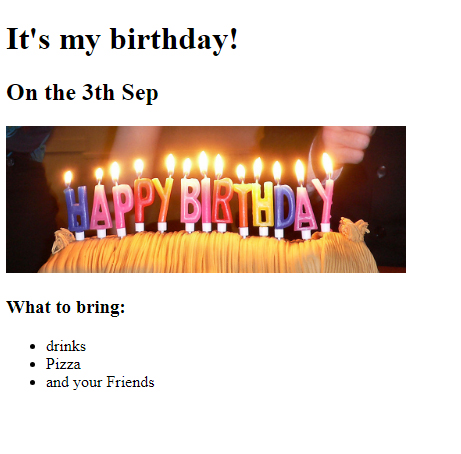 It's my birthday!
On the 3th Sep
HAPPY BIRTHDAY
What to bring:
drinks
Pizza
and your Friends